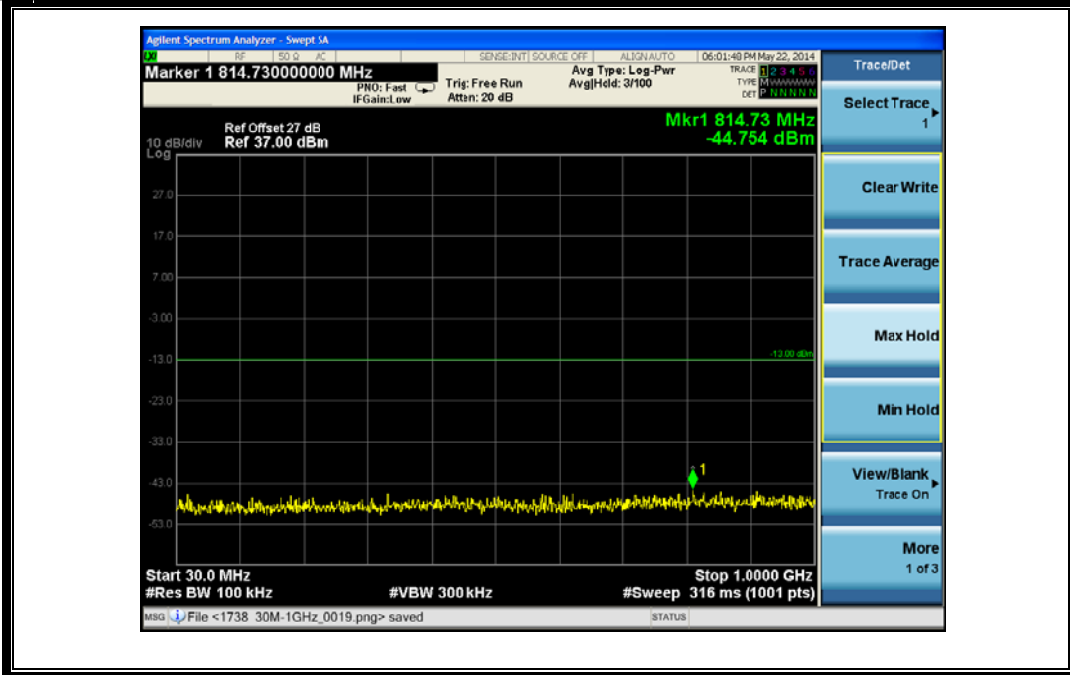 Agilent Spectrum Analyzer - Swept SA
LXI RF 50 Ω AC SENSE:INT SOURCE OFF ALIGN AUTO 06:01:48 PM May 22, 2014
Marker 1 814.730000000 MHz
PNO: Fast
IFGain:Low
Trig: Free Run
Atten: 20 dB
Avg Type: Log-Pwr
Avg|Hold: 3/100
TRACE 1 2 3 4 5 6
TYPE M W W W W W
DET P N N N N N
Mkr1 814.73 MHz
-44.754 dBm
Ref Offset 27 dB
10 dB/div Ref 37.00 dBm
Log
27.0
17.0
7.00
-3.00
-13.0
-13.00 dBm
-23.0
-33.0
-43.0
1
-53.0
Start 30.0 MHz Stop 1.0000 GHz
#Res BW 100 kHz #VBW 300 kHz #Sweep 316 ms (1001 pts)
MSG File <1738 30M-1GHz_0019.png> saved STATUS
Trace/Det
Select Trace
1
Clear Write
Trace Average
Max Hold
Min Hold
View/Blank
Trace On
More
1 of 3